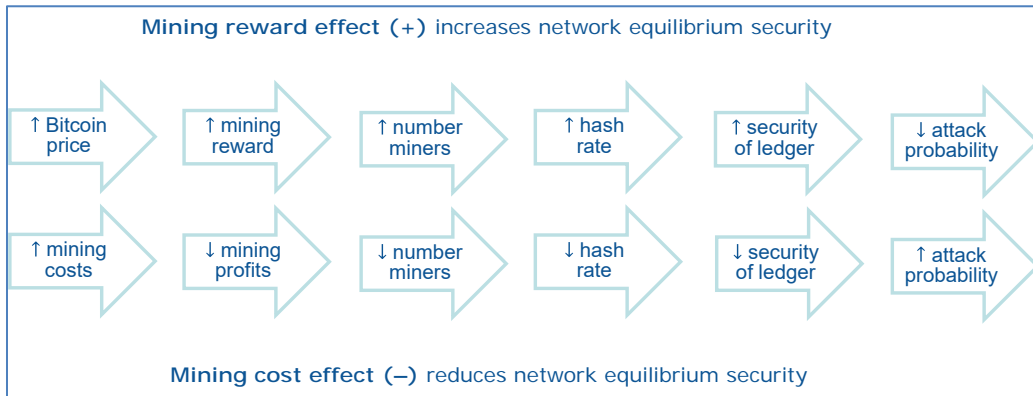 Mining reward effect (+) increases network equilibrium security
↑ Bitcoin
price
↑ mining
reward
↑ number
miners
↑ hash
rate
↑ security
of ledger
↓ attack
probability
↑ mining
costs
↓ mining
profits
↓ number
miners
↓ hash
rate
↓ security
of ledger
↑ attack
probability
Mining cost effect (–) reduces network equilibrium security